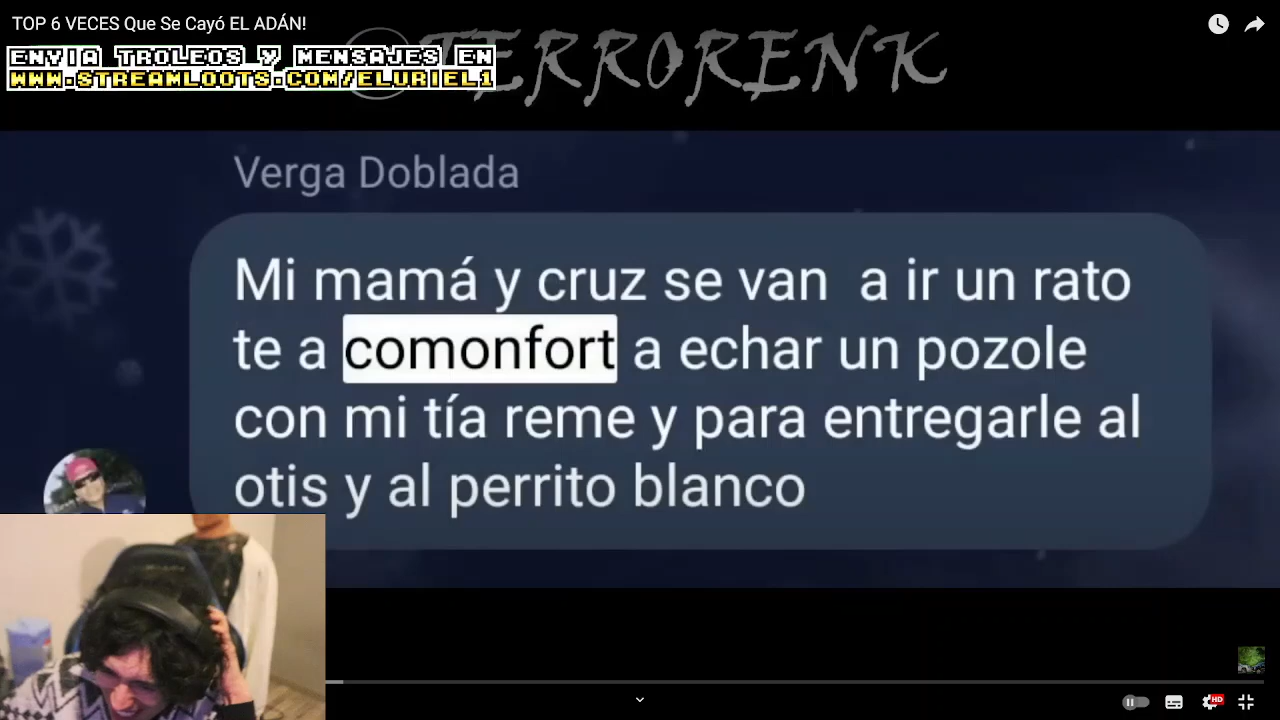 TOP 6 VECES Que Se Cayó EL ADÁN!
ENVIA TROLEOS Y MENSAJES EN
WWW.STREAMLOOTS.COM/ELURIEL1
@TERRORENK
Verga Doblada
Mi mamá y cruz se van a ir un rato
te a comonfort a echar un pozole
con mi tía reme y para entregarle al
otis y al perrito blanco
HD